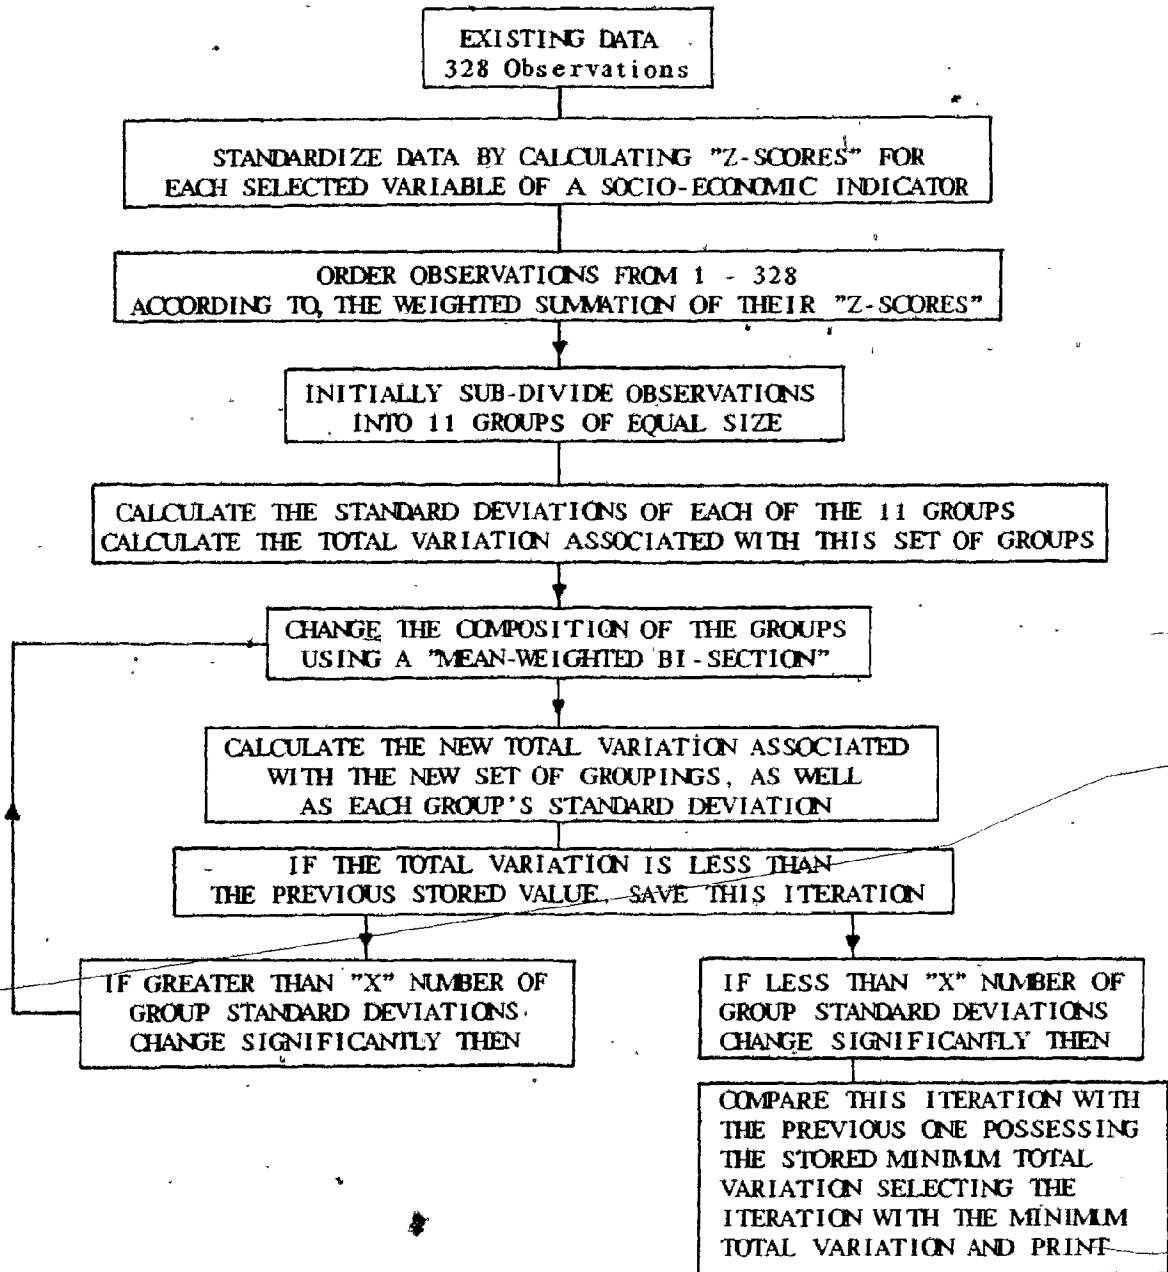 EXISTING DATA
328 Observations
STANDARDIZE DATA BY CALCULATING "Z-SCORES" FOR
EACH SELECTED VARIABLE OF A SOCIO-ECONOMIC INDICATOR
ORDER OBSERVATIONS FROM 1 - 328
ACCORDING TO, THE WEIGHTED SUMMATION OF THEIR "Z-SCORES"
INITIALLY SUB-DIVIDE OBSERVATIONS
INTO 11 GROUPS OF EQUAL SIZE
CALCULATE THE STANDARD DEVIATIONS OF EACH OF THE 11 GROUPS
CALCULATE THE TOTAL VARIATION ASSOCIATED WITH THIS SET OF GROUPS
CHANGE THE COMPOSITION OF THE GROUPS
USING A "MEAN-WEIGHTED BI-SECTION"
CALCULATE THE NEW TOTAL VARIATION ASSOCIATED
WITH THE NEW SET OF GROUPINGS, AS WELL
AS EACH GROUP'S STANDARD DEVIATION
IF THE TOTAL VARIATION IS LESS THAN
THE PREVIOUS STORED VALUE, SAVE THIS ITERATION
IF GREATER THAN "X" NUMBER OF
GROUP STANDARD DEVIATIONS
CHANGE SIGNIFICANTLY THEN
IF LESS THAN "X" NUMBER OF
GROUP STANDARD DEVIATIONS
CHANGE SIGNIFICANTLY THEN
COMPARE THIS ITERATION WITH
THE PREVIOUS ONE POSSESSING
THE STORED MINIMUM TOTAL
VARIATION SELECTING THE
ITERATION WITH THE MINIMUM
TOTAL VARIATION AND PRINT